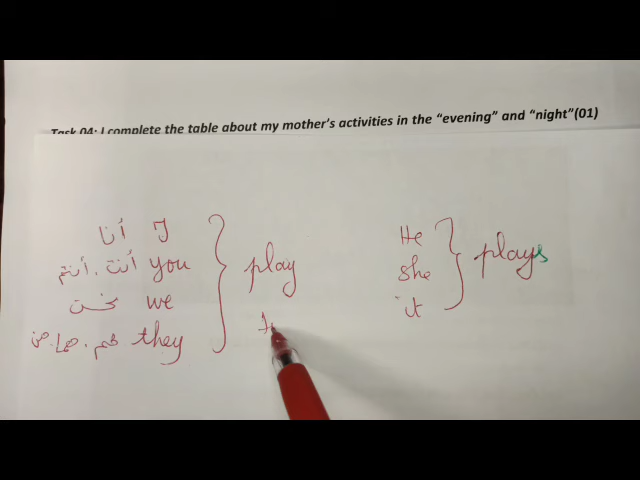 Task 04: I complete the table about my mother's activities in the "evening" and "night"(01)
أنا I
أنت . أنتم you
نحن we
هم . هما . هن they
play
He
she
it
plays